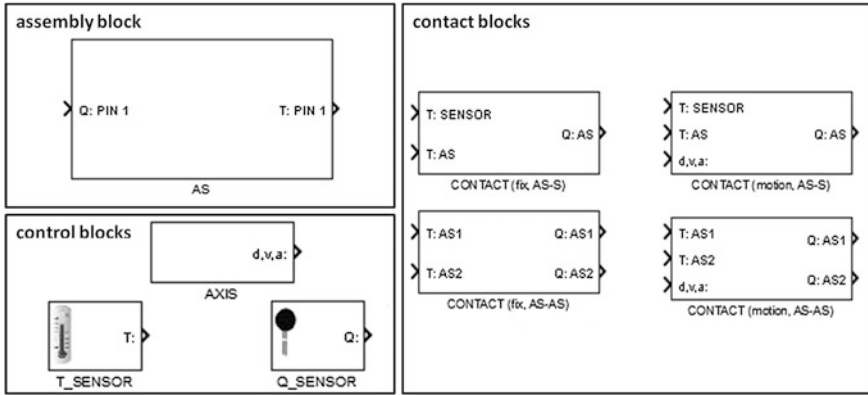 assembly block
Q: PIN 1
T: PIN 1
AS
control blocks
d,v,a:
AXIS
T:
T_SENSOR
Q:
Q_SENSOR
contact blocks
T: SENSOR
Q: AS
T: AS
CONTACT (fix, AS-S)
T: SENSOR
T: AS
Q: AS
d,v,a:
CONTACT (motion, AS-S)
T: AS1
Q: AS1
T: AS2
Q: AS2
CONTACT (fix, AS-AS)
T: AS1
Q: AS1
T: AS2
Q: AS2
d,v,a:
CONTACT (motion, AS-AS)